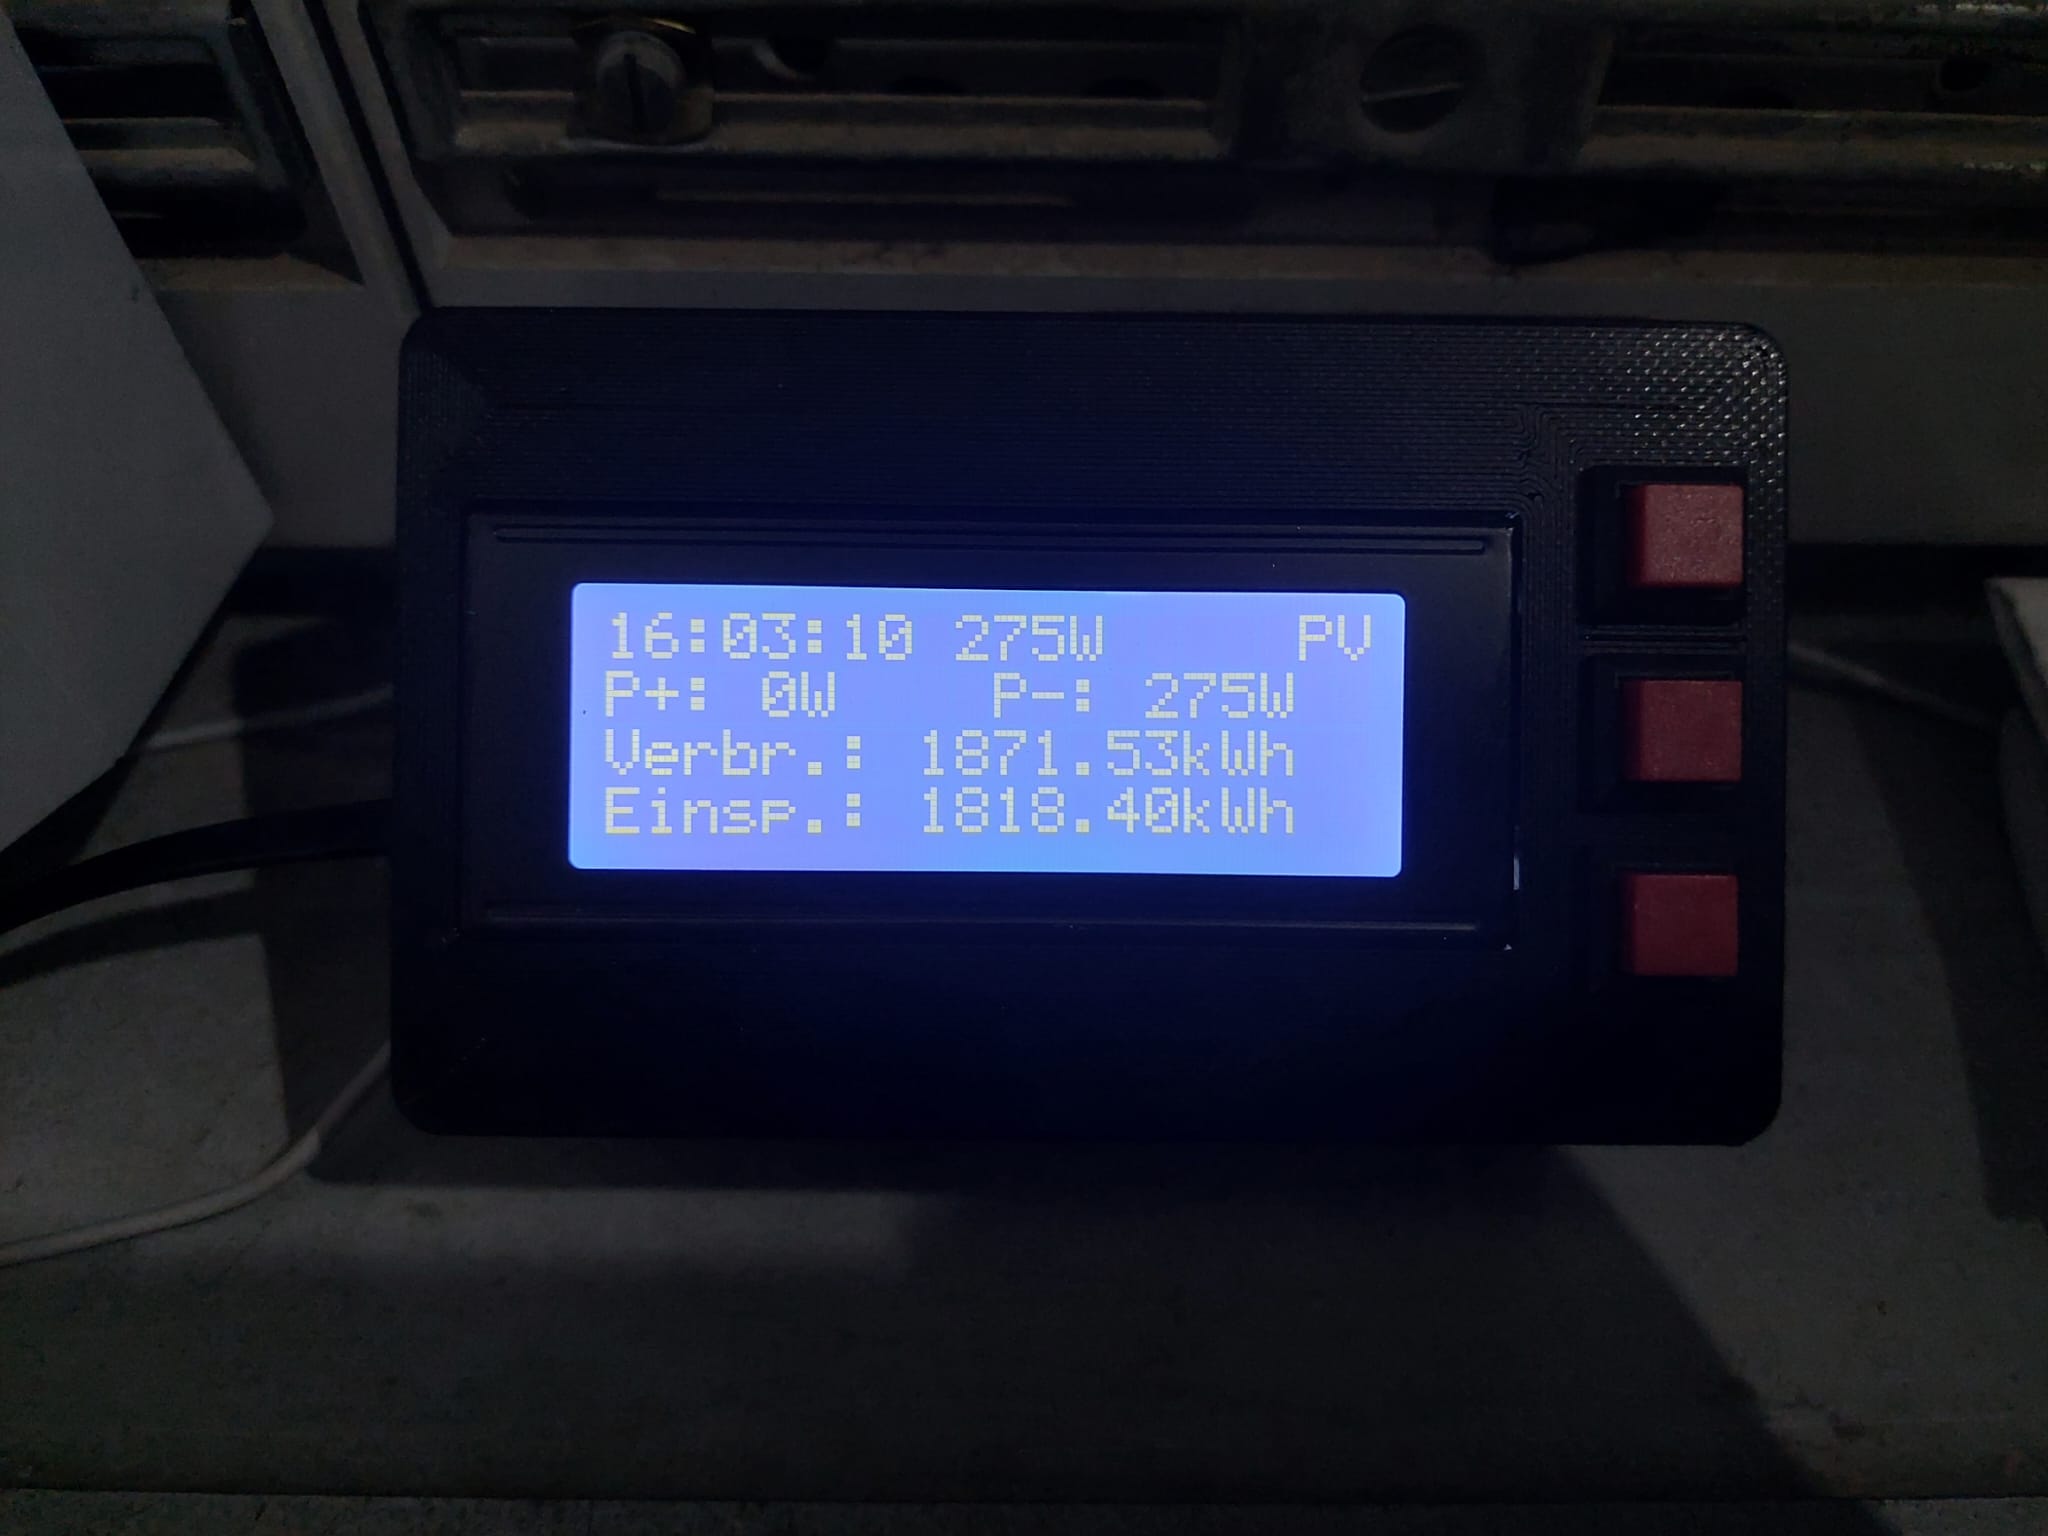 16:03:10 275W PV
P+: 0W P-: 275W
Verbr.: 1871.53kWh
Einsp.: 1818.40kWh